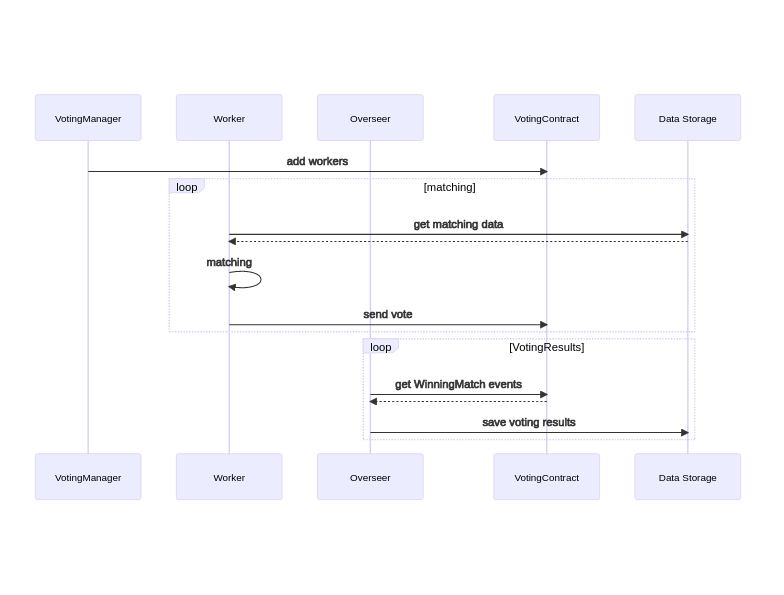 VotingManager
Worker
Overseer
VotingContract
Data Storage
add workers
loop
[matching]
get matching data
matching
send vote
loop
[VotingResults]
get WinningMatch events
save voting results
VotingManager
Worker
Overseer
VotingContract
Data Storage